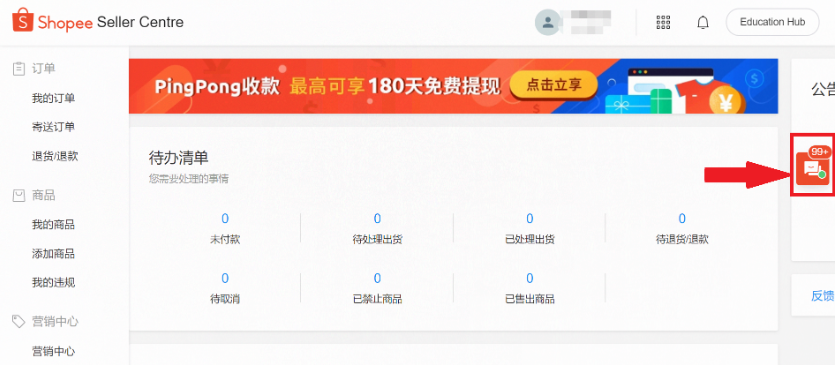 Shopee Seller Centre
Education Hub
订单
我的订单
寄送订单
退货/退款
商品
我的商品
添加商品
我的违规
营销中心
营销中心
PingPong收款 最高可享180天免费提现 点击立享
待办清单
您需要处理的事情
0 0 0 0
未付款 待处理出货 已处理出货 待退货/退款
0 0 0
待取消 已禁止商品 已售出商品
公告
99+
反馈